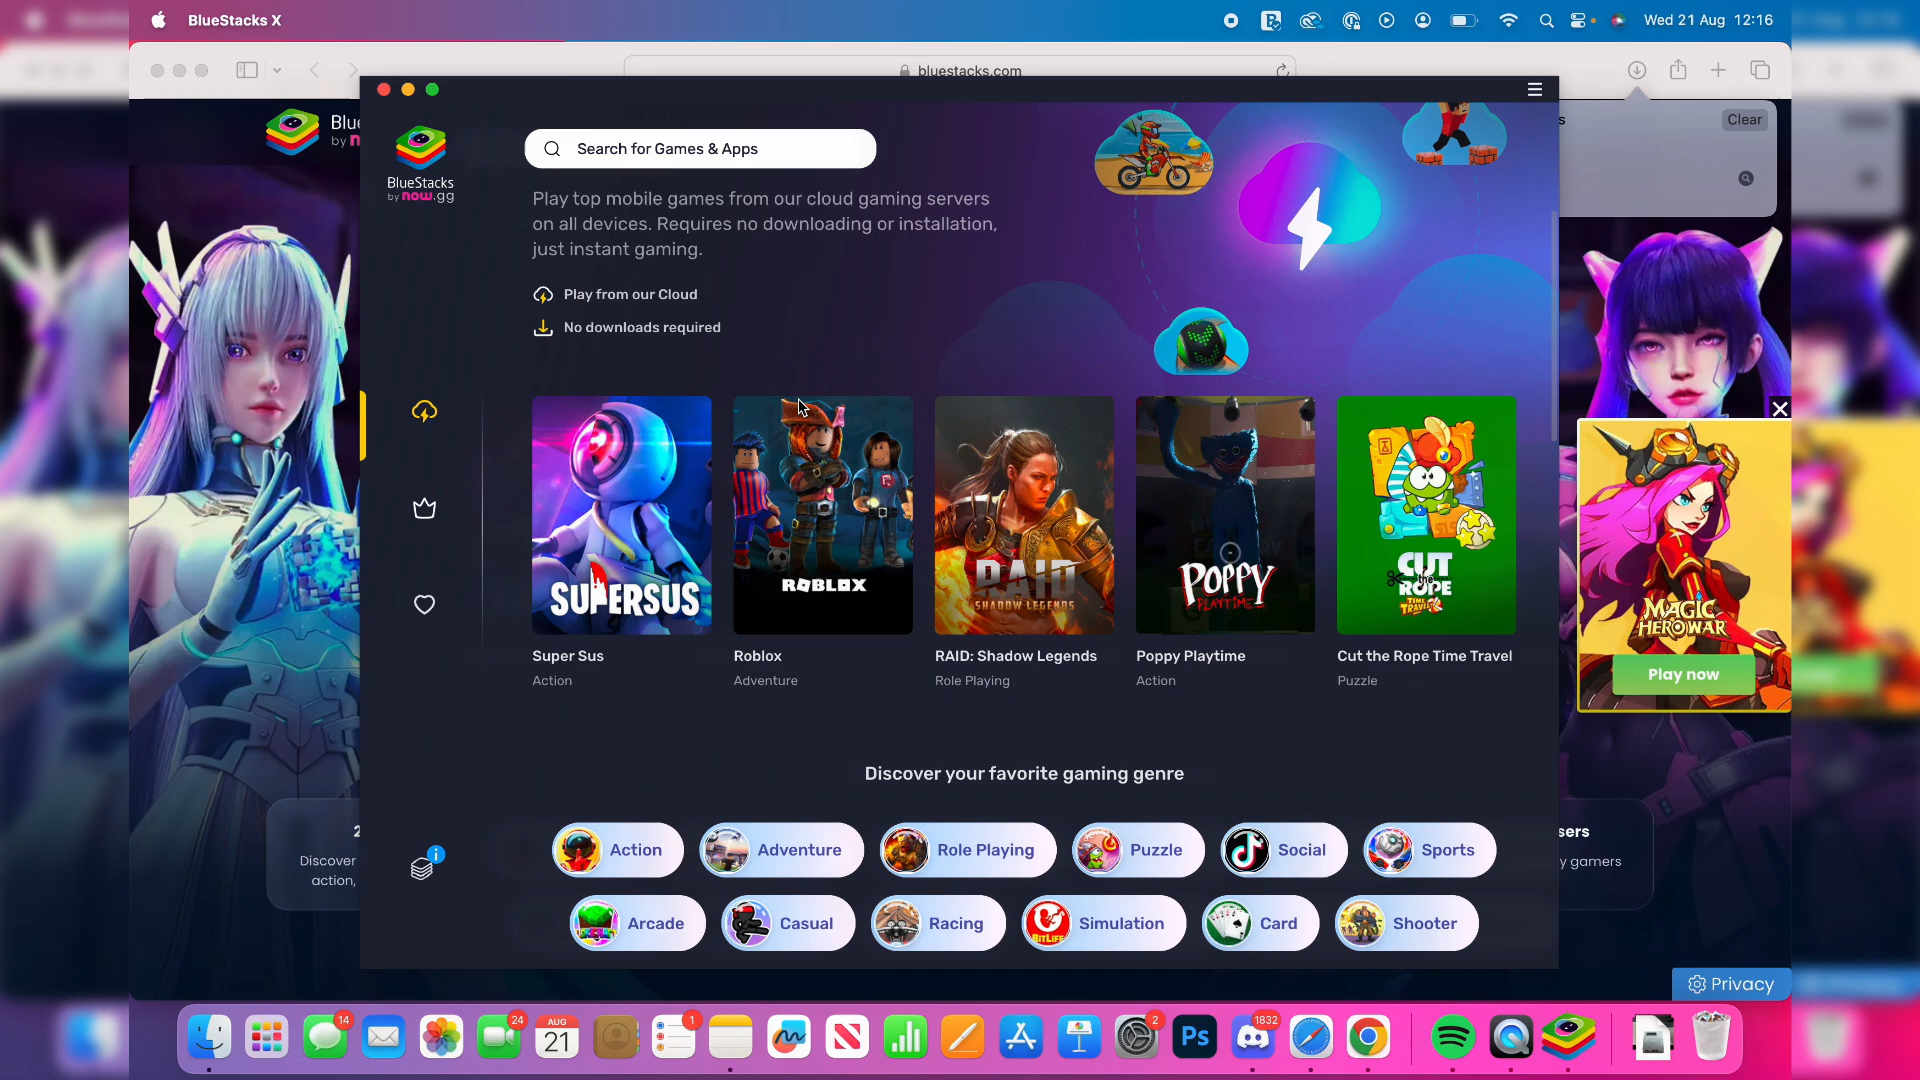 BlueStacks X
Wed 21 Aug 12:16
bluestacks.com
Blue
by n
s
Clear
BlueStacks
by now.gg
Search for Games & Apps
Play top mobile games from our cloud gaming servers
on all devices. Requires no downloading or installation,
just instant gaming.
Play from our Cloud
No downloads required
SUPERSUS
ROBLOX
RAID
SHADOW LEGENDS
POPPY
PLAYTIME
CUT
the
ROPE
TIME
TRAVEL
Super Sus
Action
Roblox
Adventure
RAID: Shadow Legends
Role Playing
Poppy Playtime
Action
Cut the Rope Time Travel
Puzzle
MAGIC
HEROWAR
Play now
Discover your favorite gaming genre
2
Discover
action,
sers
y gamers
i
Action
Adventure
Role Playing
Puzzle
Social
Sports
Arcade
Casual
Racing
BITLIFE
Simulation
Card
Shooter
Privacy
14
24
AUG
21
1
2
Ps
1832